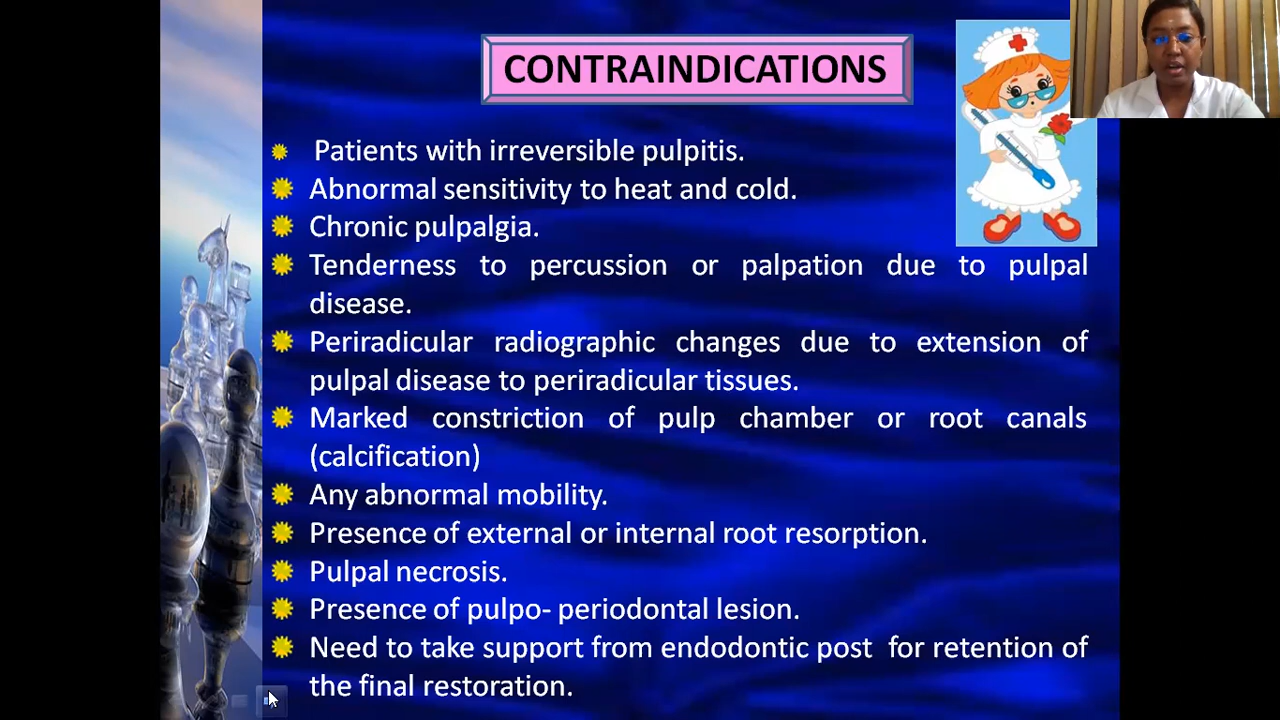 CONTRAINDICATIONS
Patients with irreversible pulpitis.
Abnormal sensitivity to heat and cold.
Chronic pulpalgia.
Tenderness to percussion or palpation due to pulpal
disease.
Periradicular radiographic changes due to extension of
pulpal disease to periradicular tissues.
Marked constriction of pulp chamber or root canals
(calcification)
Any abnormal mobility.
Presence of external or internal root resorption.
Pulpal necrosis.
Presence of pulpo- periodontal lesion.
Need to take support from endodontic post for retention of
the final restoration.